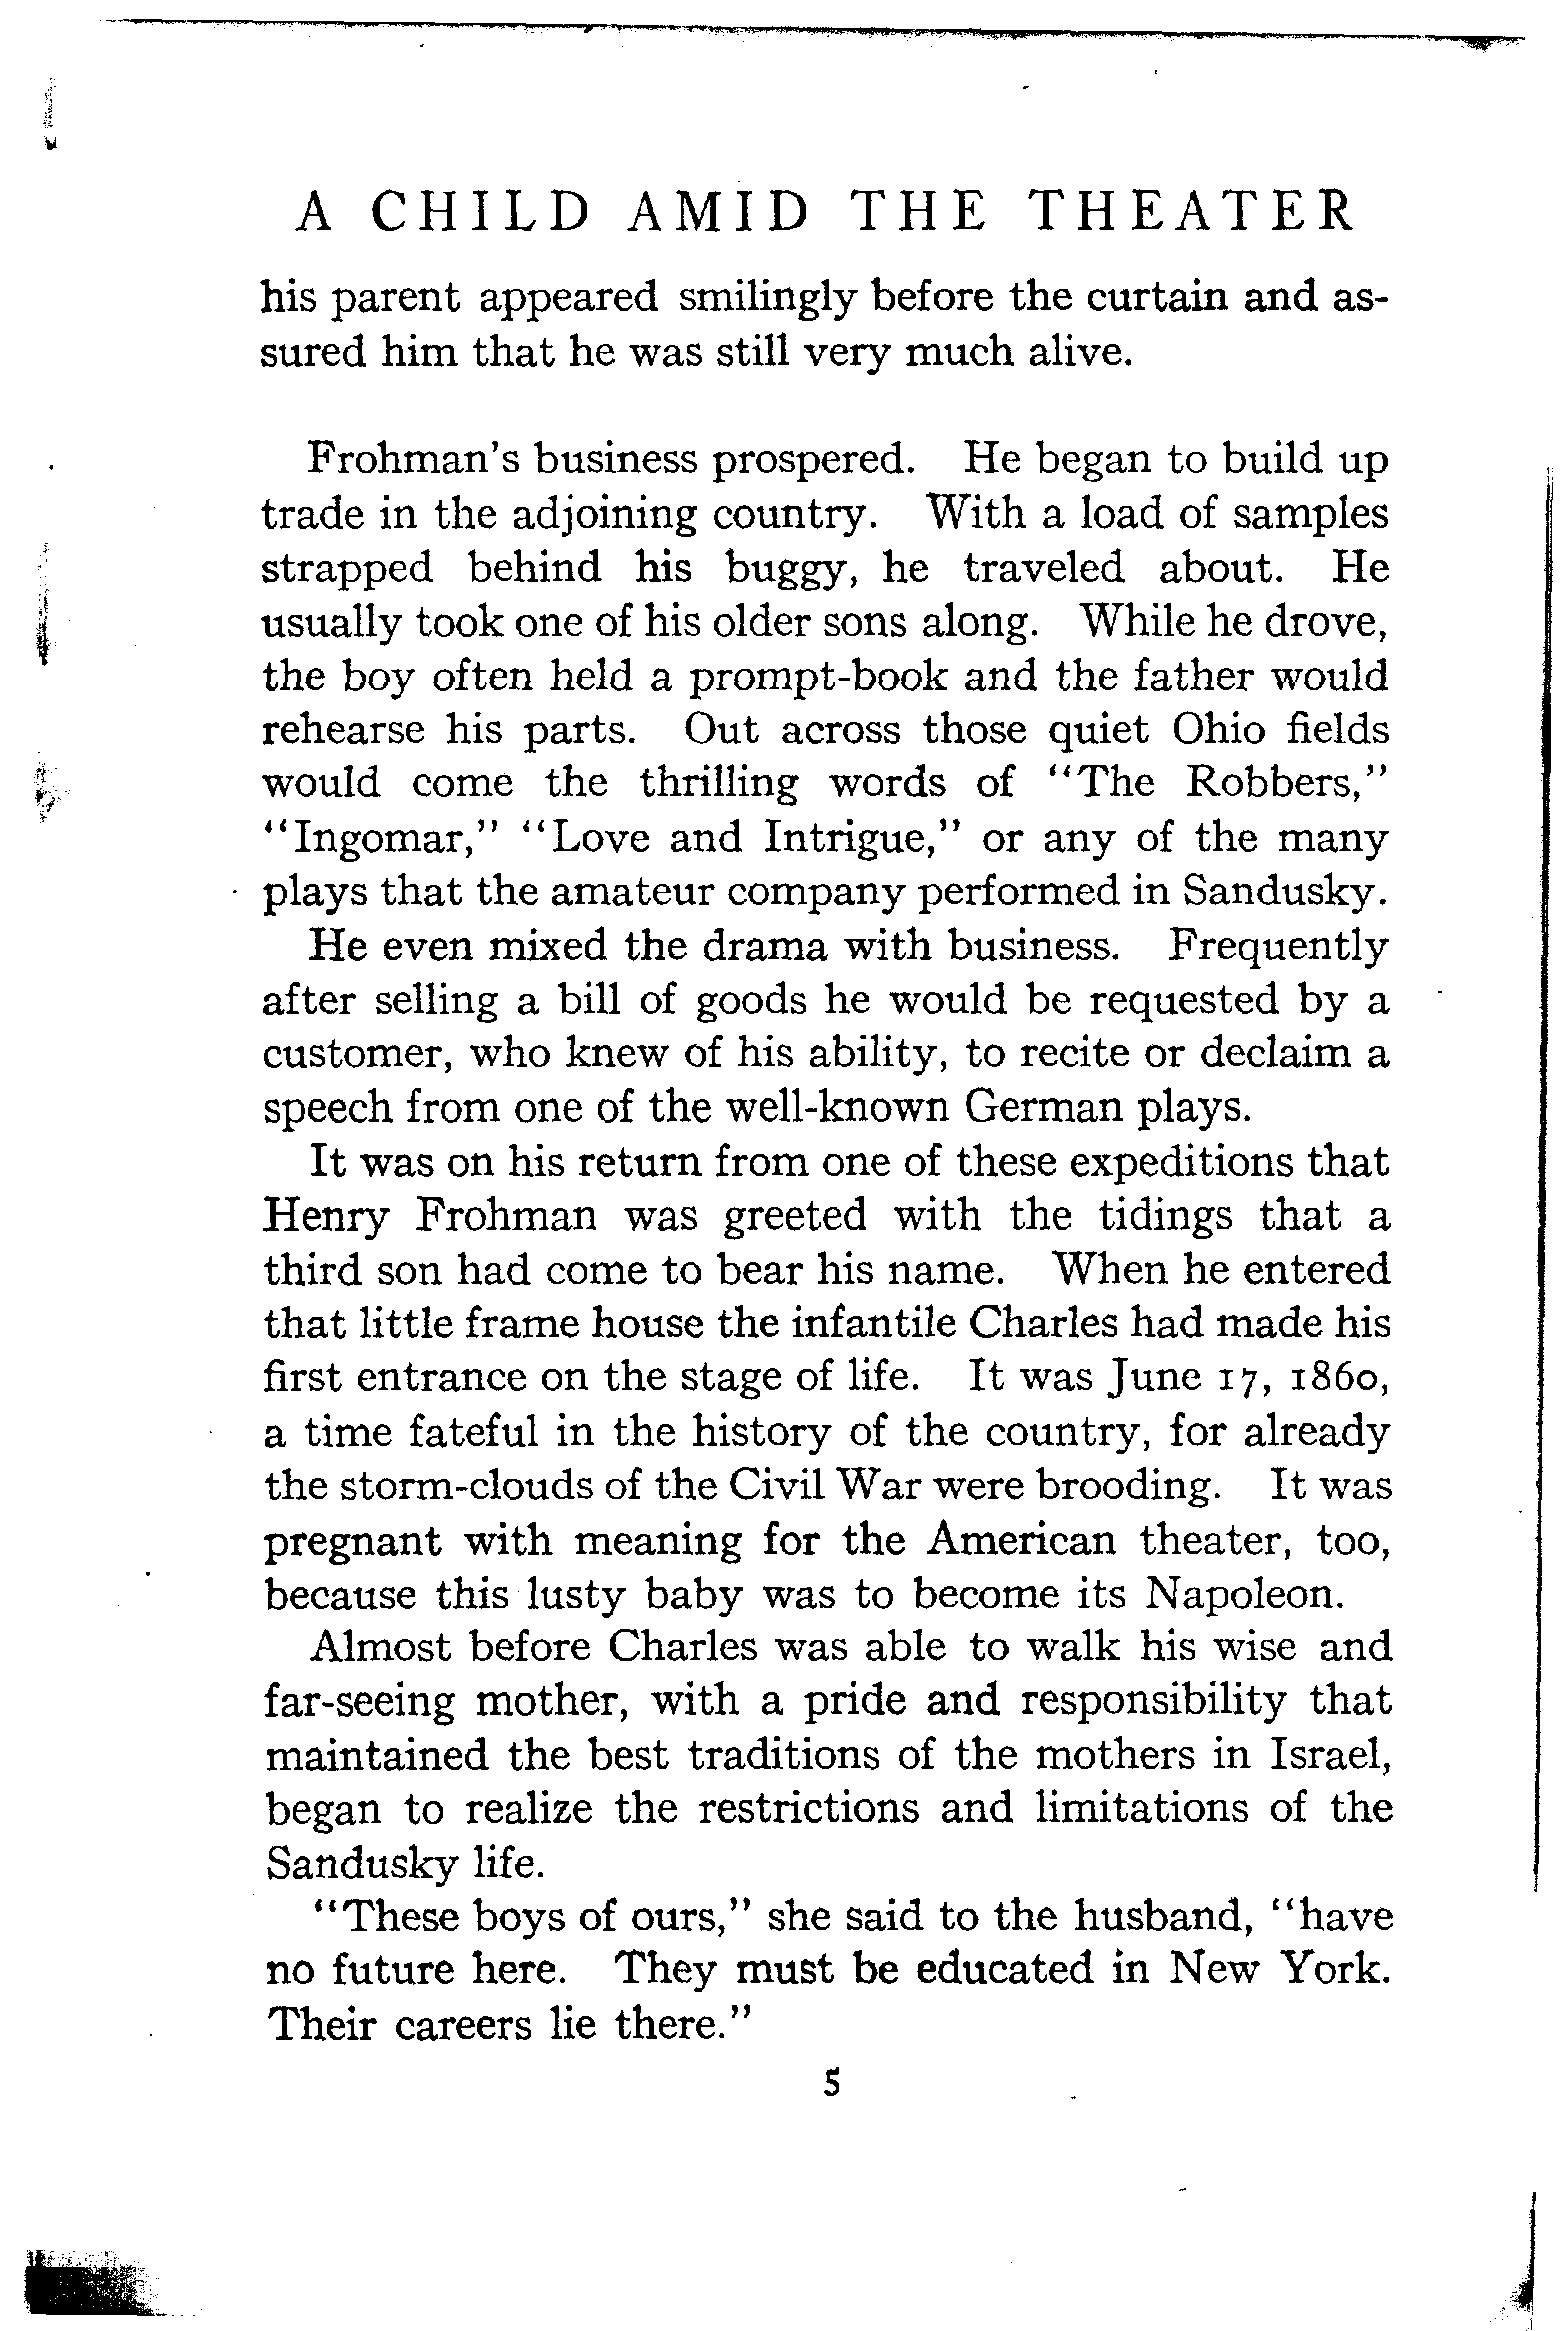 A CHILD AMID THE THEATER
his parent appeared smilingly before the curtain and as-
sured him that he was still very much alive.
Frohman's business prospered. He began to build up
trade in the adjoining country. With a load of samples
strapped behind his buggy, he traveled about. He
usually took one of his older sons along. While he drove,
the boy often held a prompt-book and the father would
rehearse his parts. Out across those quiet Ohio fields
would come the thrilling words of "The Robbers,"
"Ingomar," "Love and Intrigue," or any of the many
plays that the amateur company performed in Sandusky.
He even mixed the drama with business. Frequently
after selling a bill of goods he would be requested by a
customer, who knew of his ability, to recite or declaim a
speech from one of the well-known German plays.
It was on his return from one of these expeditions that
Henry Frohman was greeted with the tidings that a
third son had come to bear his name. When he entered
that little frame house the infantile Charles had made his
first entrance on the stage of life. It was June 17, 1860,
a time fateful in the history of the country, for already
the storm-clouds of the Civil War were brooding. It was
pregnant with meaning for the American theater, too,
because this lusty baby was to become its Napoleon.
Almost before Charles was able to walk his wise and
far-seeing mother, with a pride and responsibility that
maintained the best traditions of the mothers in Israel,
began to realize the restrictions and limitations of the
Sandusky life.
"These boys of ours," she said to the husband, "have
no future here. They must be educated in New York.
Their careers lie there."
5